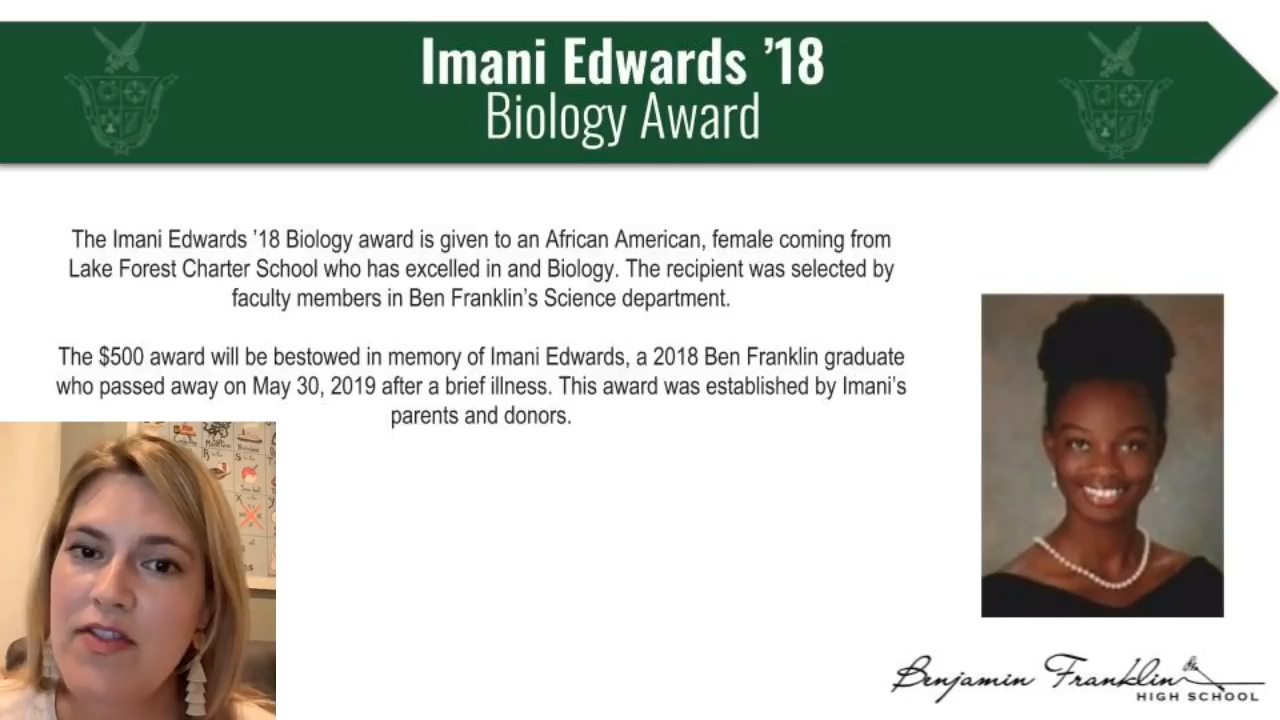 Imani Edwards ’18
Biology Award
The Imani Edwards ’18 Biology award is given to an African American, female coming from
Lake Forest Charter School who has excelled in and Biology. The recipient was selected by
faculty members in Ben Franklin’s Science department.
The $500 award will be bestowed in memory of Imani Edwards, a 2018 Ben Franklin graduate
who passed away on May 30, 2019 after a brief illness. This award was established by Imani’s
parents and donors.
Benjamin Franklin
HIGH SCHOOL